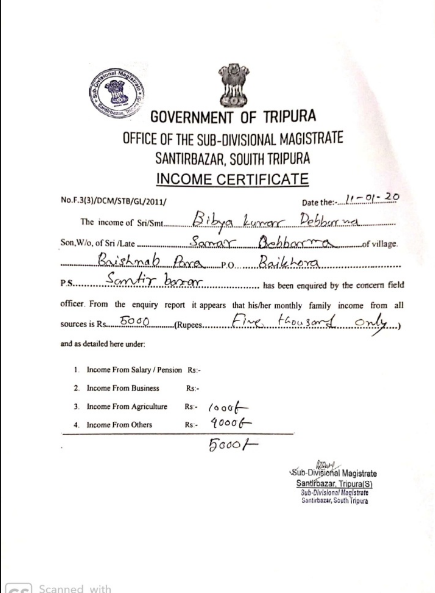 GOVERNMENT OF TRIPURA
OFFICE OF THE SUB-DIVISIONAL MAGISTRATE
SANTIRBAZAR, SOUITH TRIPURA
INCOME CERTIFICATE
No.F.3(3)/DCM/STB/GL/2011/ Date the:-....11-01-20
The income of Sri/Smt........Bibya kumar Debbarma
Son,W/o, of Sri /Late........Samar Debbarma........of village.
Baishnab Para P.O. Baikhora
P.S........Santir bazar........ has been enquired by the concern field
officer. From the enquiry report it appears that his/her monthly family income from all
sources is Rs....5000......(Rupees........Five thousand only....)
and as detailed here under:
1. Income From Salary / Pension Rs:-
2. Income From Business Rs:-
3. Income From Agriculture Rs:- 1000/-
4. Income From Others Rs:- 4000/-
5000/-
Sub-Divisional Magistrate
Santirbazar, Tripura(S)
Sub-Divisional Magistrate
Santirbazar, South Tripura
Scanned with